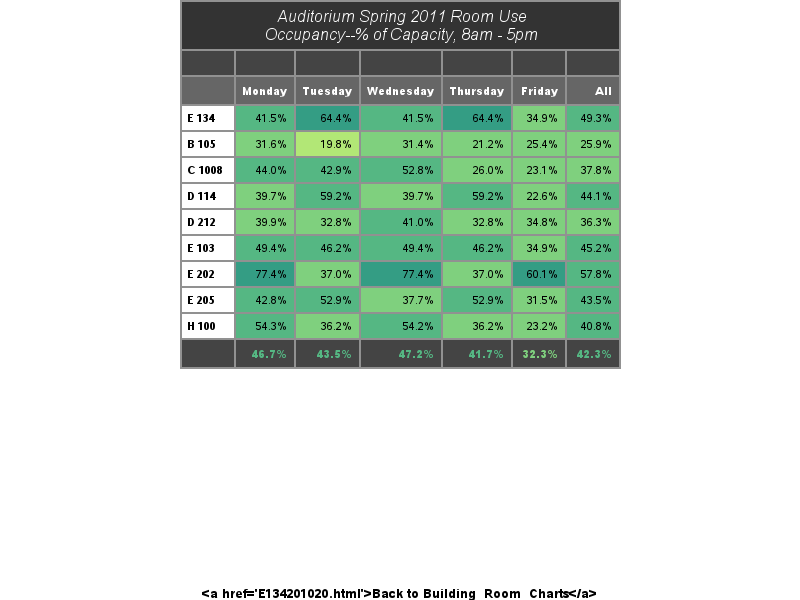 Auditorium Spring 2011 Room Use
Occupancy--% of Capacity, 8am - 5pm
Monday Tuesday Wednesday Thursday Friday All
E 134 41.5% 64.4% 41.5% 64.4% 34.9% 49.3%
B 105 31.6% 19.8% 31.4% 21.2% 25.4% 25.9%
C 1008 44.0% 42.9% 52.8% 26.0% 23.1% 37.8%
D 114 39.7% 59.2% 39.7% 59.2% 22.6% 44.1%
D 212 39.9% 32.8% 41.0% 32.8% 34.8% 36.3%
E 103 49.4% 46.2% 49.4% 46.2% 34.9% 45.2%
E 202 77.4% 37.0% 77.4% 37.0% 60.1% 57.8%
E 205 42.8% 52.9% 37.7% 52.9% 31.5% 43.5%
H 100 54.3% 36.2% 54.2% 36.2% 23.2% 40.8%
46.7% 43.5% 47.2% 41.7% 32.3% 42.3%
<a href='E134201020.html'>Back to Building_Room_Charts</a>